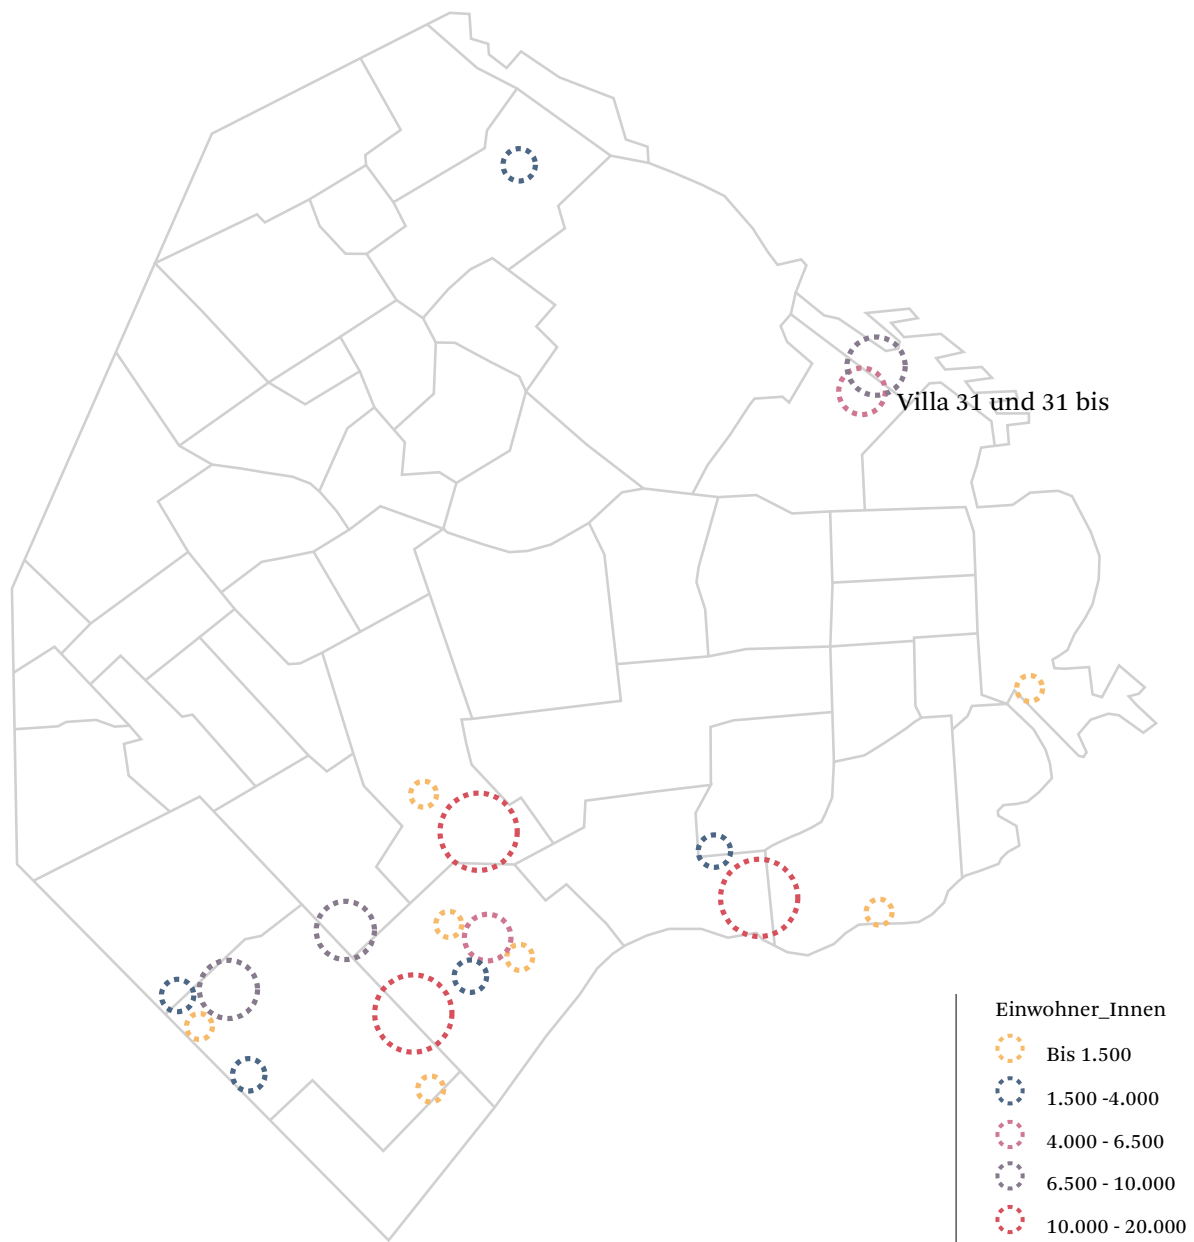 Villa 31 und 31 bis
Einwohner_Innen
Bis 1.500
1.500 -4.000
4.000 - 6.500
6.500 - 10.000
10.000 - 20.000